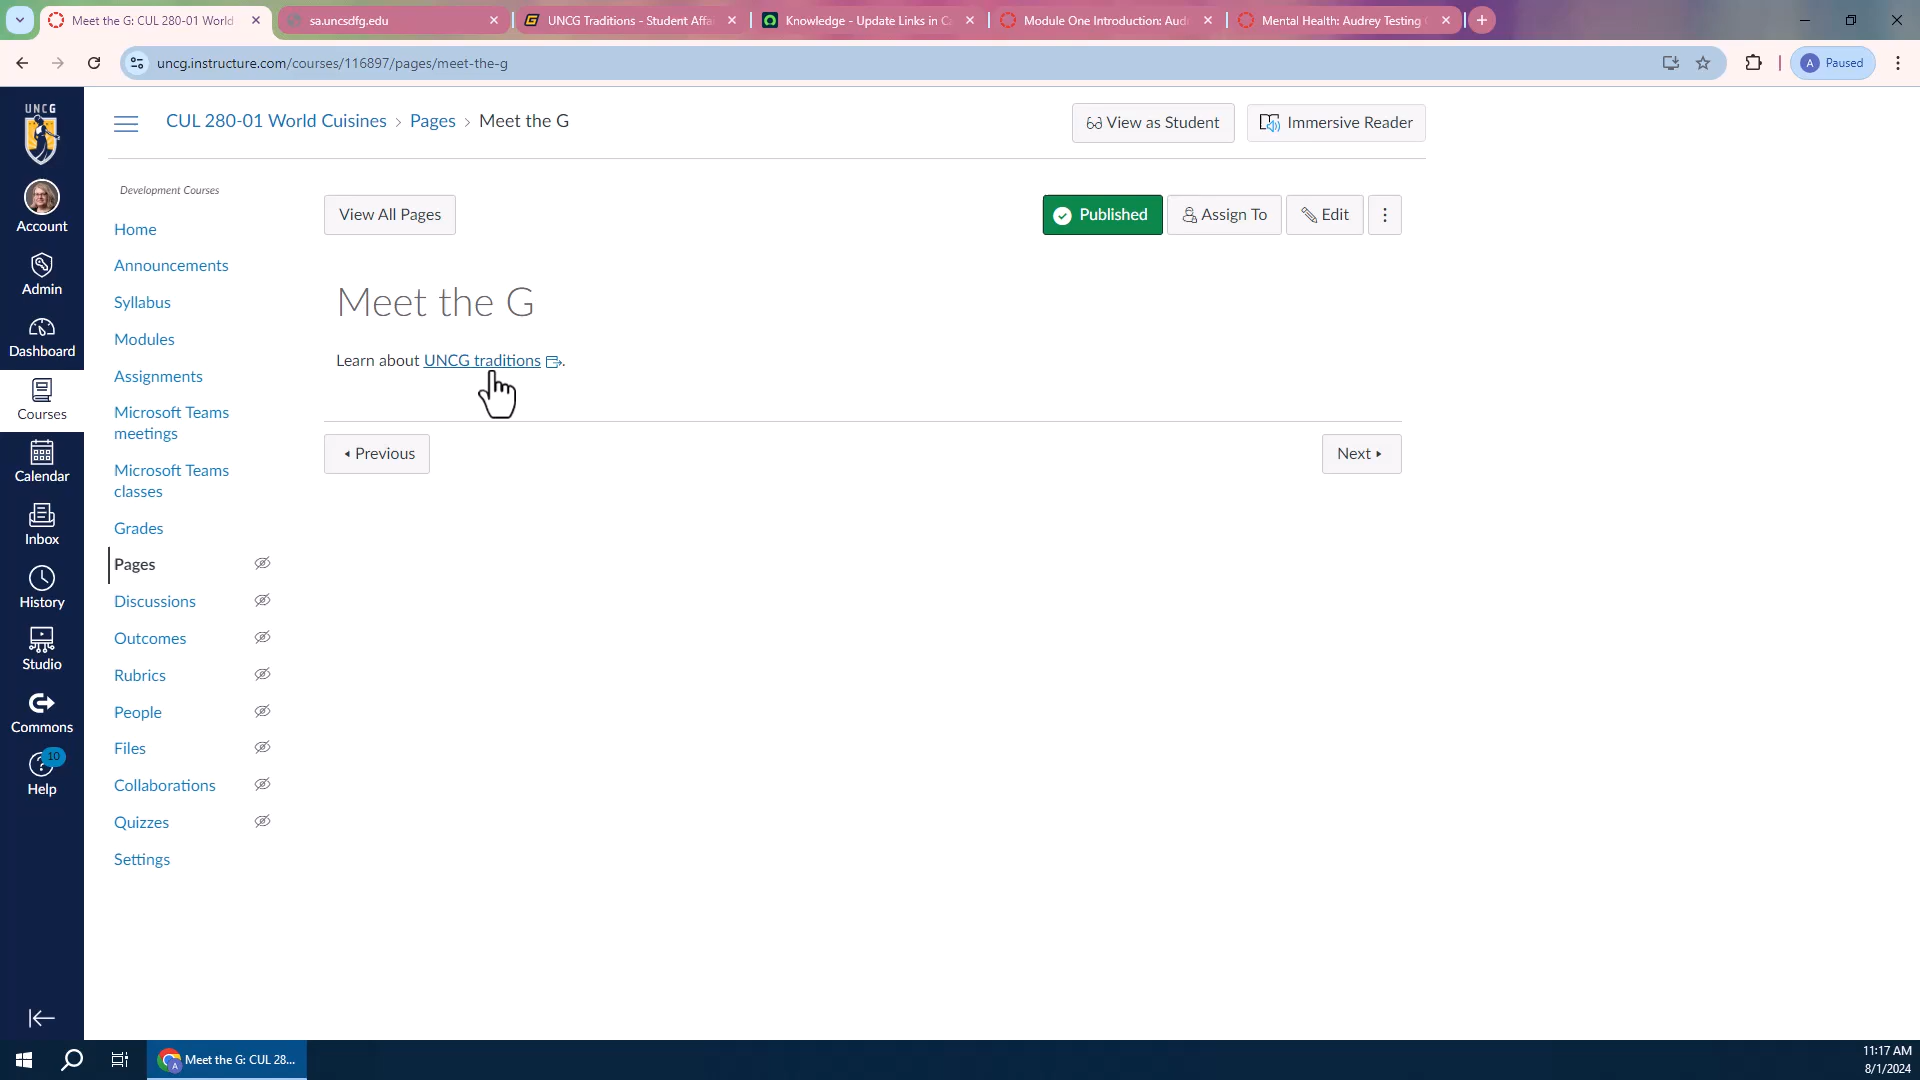 Meet the G: CUL 280-01 World
sa.uncsdfg.edu
UNCG Traditions - Student Affai
Knowledge - Update Links in Ca
Module One Introduction: Aud
Mental Health: Audrey Testing
uncg.instructure.com/courses/116897/pages/meet-the-g
A
Paused
UNCG
Account
Admin
Dashboard
Courses
Calendar
Inbox
History
Studio
Commons
10
Help
CUL 280-01 World Cuisines › Pages › Meet the G
View as Student
Immersive Reader
Development Courses
Home
Announcements
Syllabus
Modules
Assignments
Microsoft Teams
meetings
Microsoft Teams
classes
Grades
Pages
Discussions
Outcomes
Rubrics
People
Files
Collaborations
Quizzes
Settings
View All Pages
Published
Assign To
Edit
Meet the G
Learn about UNCG traditions.
Previous
Next
Meet the G: CUL 28...
11:17 AM
8/1/2024